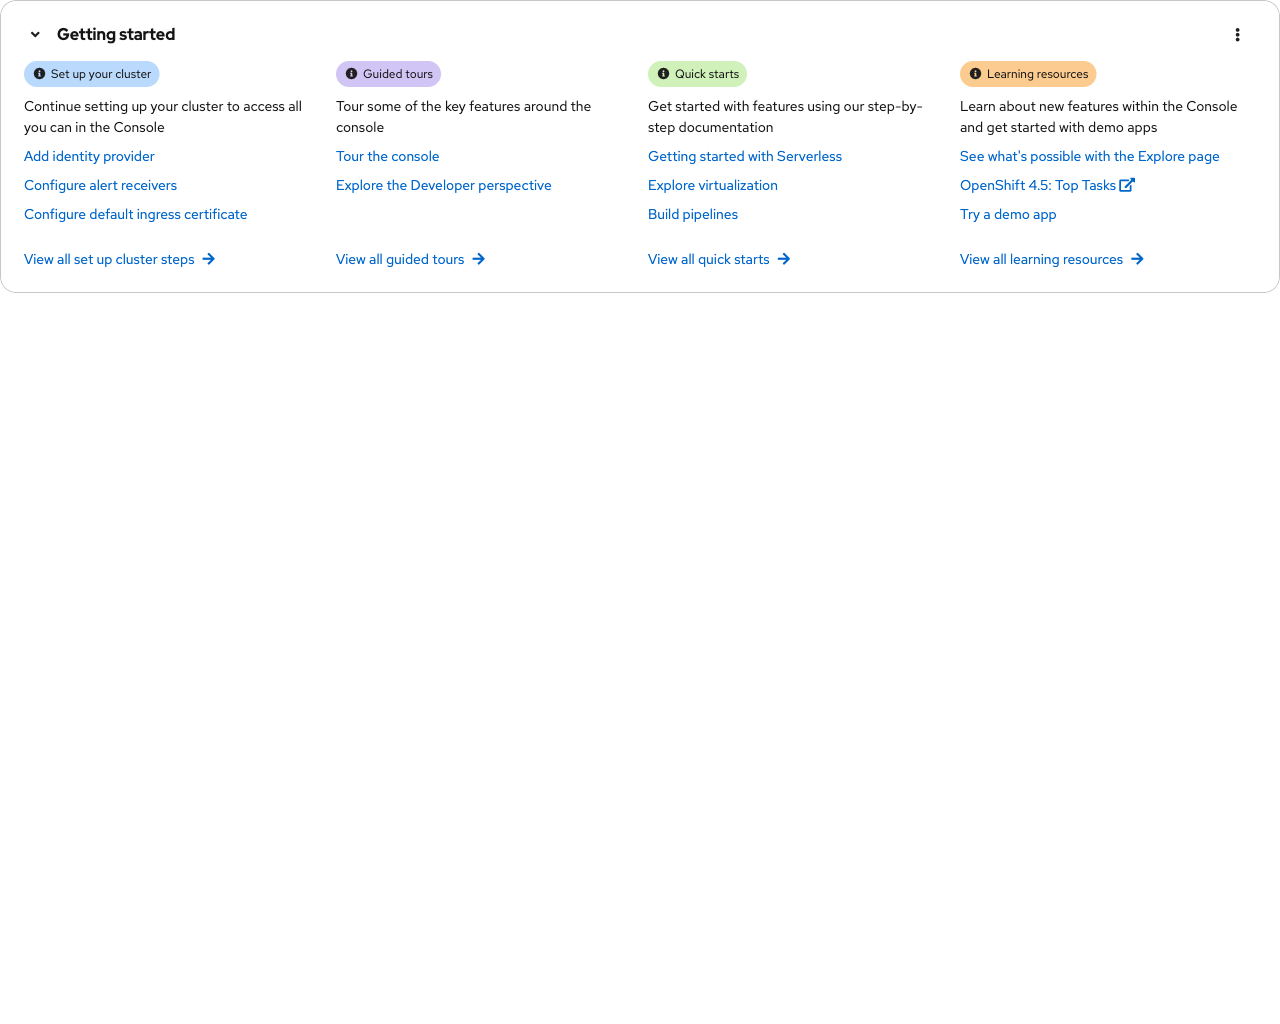 Getting started
Set up your cluster
Continue setting up your cluster to access all
you can in the Console
Add identity provider
Configure alert receivers
Configure default ingress certificate
View all set up cluster steps
Guided tours
Tour some of the key features around the
console
Tour the console
Explore the Developer perspective
View all guided tours
Quick starts
Get started with features using our step-by-
step documentation
Getting started with Serverless
Explore virtualization
Build pipelines
View all quick starts
Learning resources
Learn about new features within the Console
and get started with demo apps
See what's possible with the Explore page
OpenShift 4.5: Top Tasks
Try a demo app
View all learning resources